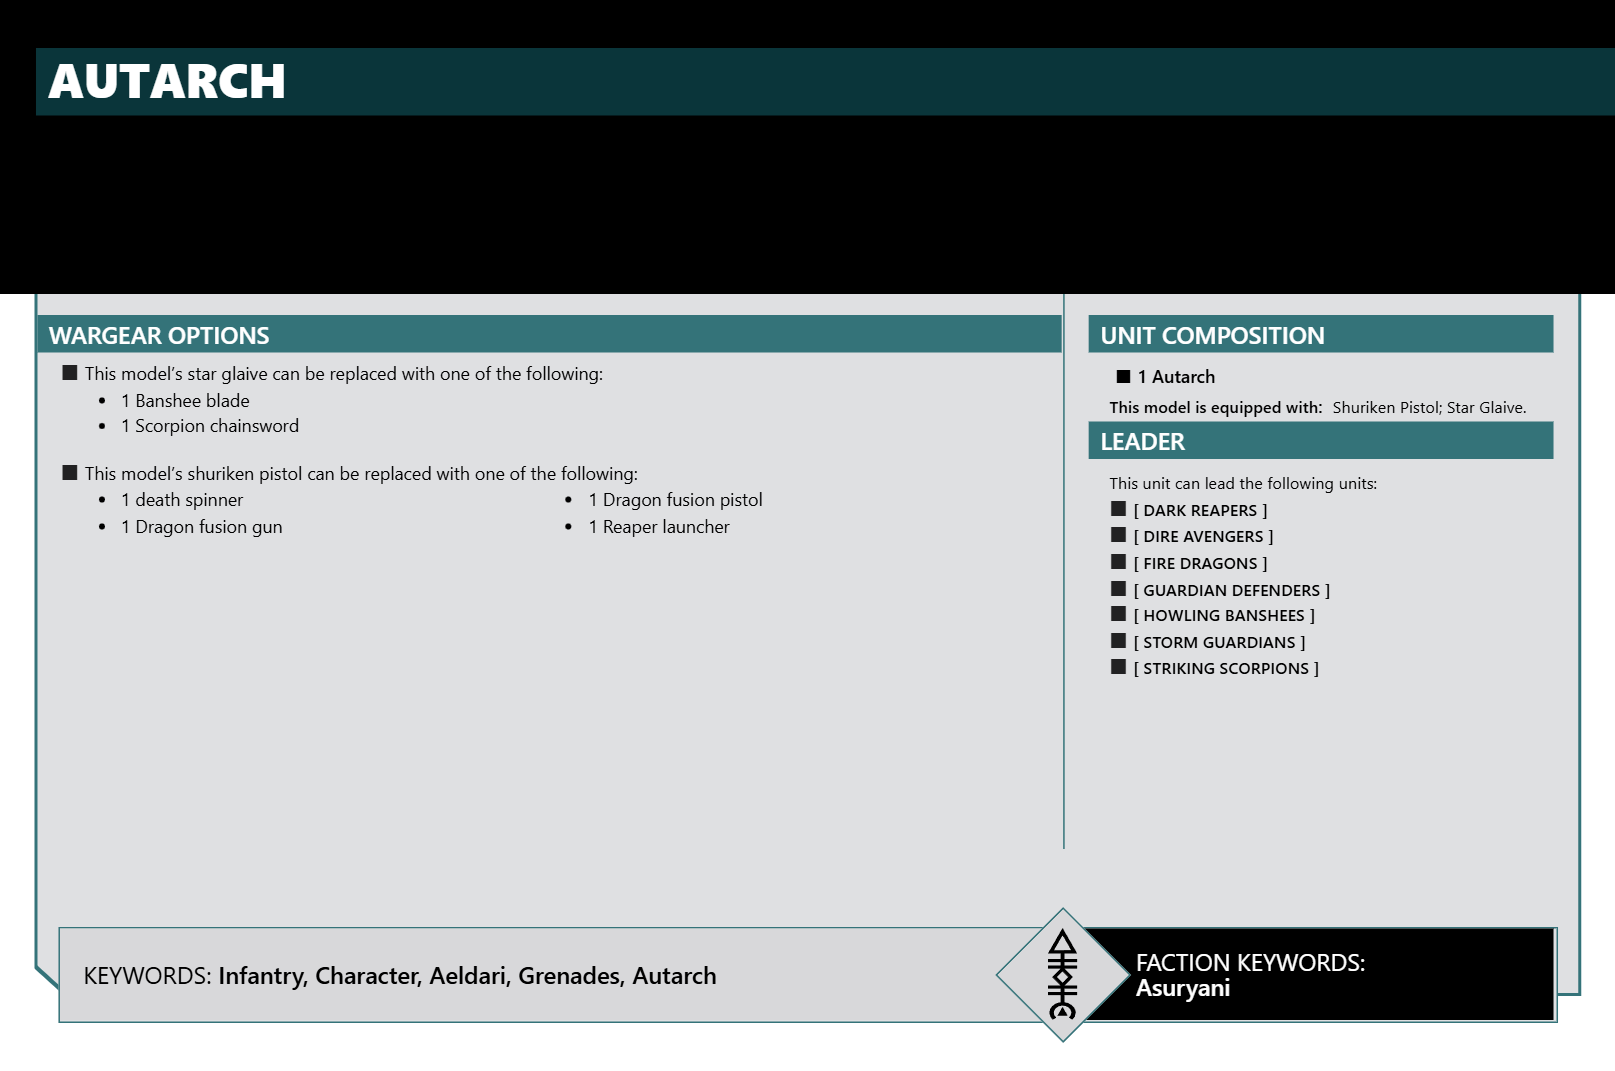 AUTARCH
WARGEAR OPTIONS
■ This model's star glaive can be replaced with one of the following:
• 1 Banshee blade
• 1 Scorpion chainsword
■ This model's shuriken pistol can be replaced with one of the following:
• 1 death spinner
• 1 Dragon fusion gun
• 1 Dragon fusion pistol
• 1 Reaper launcher
UNIT COMPOSITION
■ 1 Autarch
This model is equipped with: Shuriken Pistol; Star Glaive.
LEADER
This unit can lead the following units:
■ [ DARK REAPERS ]
■ [ DIRE AVENGERS ]
■ [ FIRE DRAGONS ]
■ [ GUARDIAN DEFENDERS ]
■ [ HOWLING BANSHEES ]
■ [ STORM GUARDIANS ]
■ [ STRIKING SCORPIONS ]
KEYWORDS: Infantry, Character, Aeldari, Grenades, Autarch
FACTION KEYWORDS:
Asuryani